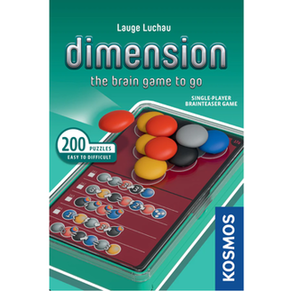 Lauge Luchau
dimension
the brain game to go
SINGLE-PLAYER
BRAINTEASER GAME
200
PUZZLES
EASY TO DIFFICULT
KOSMOS